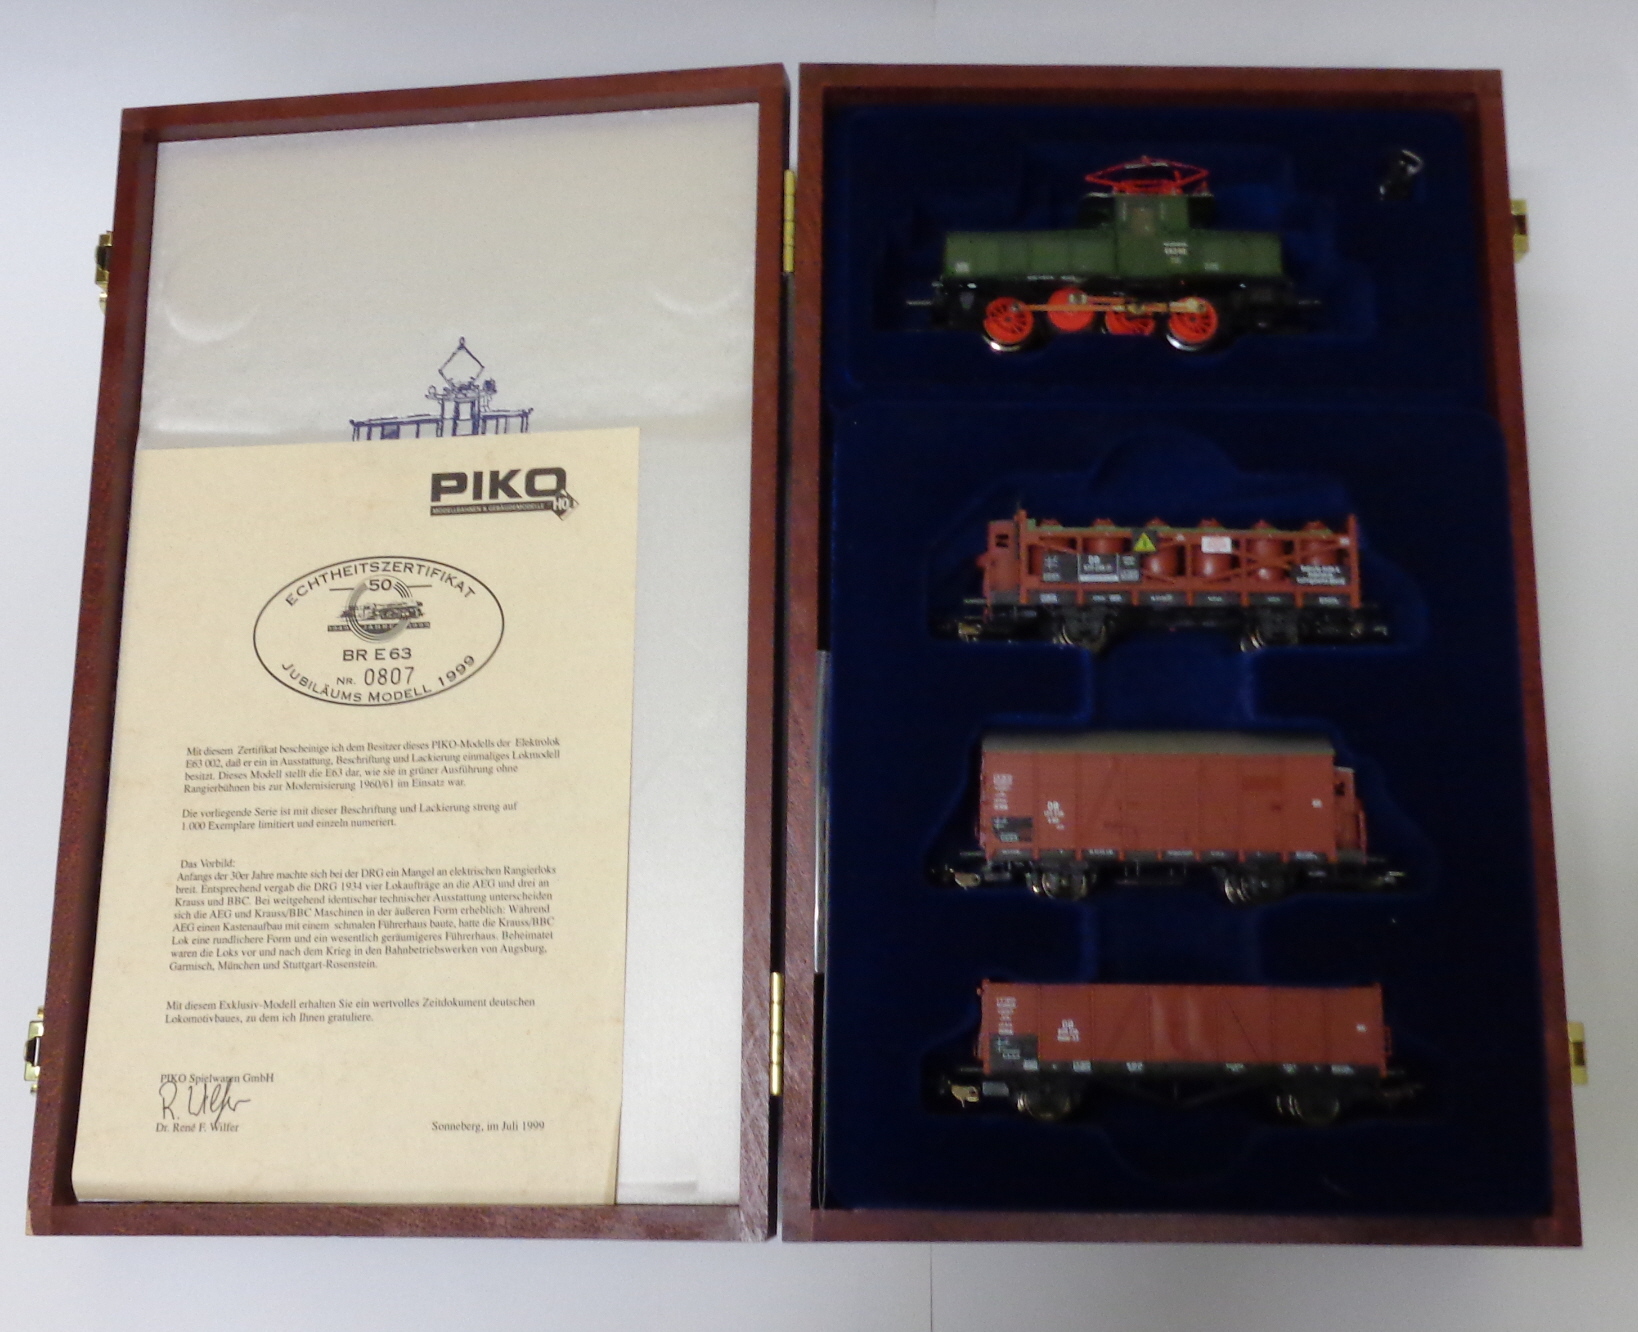 PIKO
MODELLBAHNEN & GEBÄUDEMODELLE
HO
ECHTHEITSZERTIFIKAT
50
1949 JAHRE 1999
BR E 63
NR. 0807
JUBILÄUMS MODELL 1999
Mit diesem Zertifikat bescheinige ich dem Besitzer dieses PIKO-Modells der Elektrolok
E63 002, daß er ein in Ausstattung, Beschriftung und Lackierung einmaliges Lokmodell
besitzt. Dieses Modell stellt die E63 dar, wie sie in grüner Ausführung ohne
Rangierbühnen bis zur Modernisierung 1960/61 im Einsatz war.
Die vorliegende Serie ist mit dieser Beschriftung und Lackierung streng auf
1.000 Exemplare limitiert und einzeln numeriert.
Das Vorbild:
Anfangs der 30er Jahre machte sich bei der DRG ein Mangel an elektrischen Rangierloks
breit. Entsprechend vergab die DRG 1934 vier Lokaufträge an die AEG und drei an
Krauss und BBC. Bei weitgehend identischer technischer Ausstattung unterscheiden
sich die AEG und Krauss/BBC Maschinen in der äußeren Form erheblich: Während
AEG einen Kastenaufbau mit einem schmalen Führerhaus baute, hatte die Krauss/BBC
Lok eine rundlichere Form und ein wesentlich geräumigeres Führerhaus. Beheimatet
waren die Loks vor und nach dem Krieg in den Bahnbetriebswerken von Augsburg,
Garmisch, München und Stuttgart-Rosenstein.
Mit diesem Exklusiv-Modell erhalten Sie ein wertvolles Zeitdokument deutschen
Lokomotivbaues, zu dem ich Ihnen gratuliere.
PIKO Spielwaren GmbH
R. Wilfer
Dr. René F. Wilfer
Sonneberg, im Juli 1999
DB
DB
DB